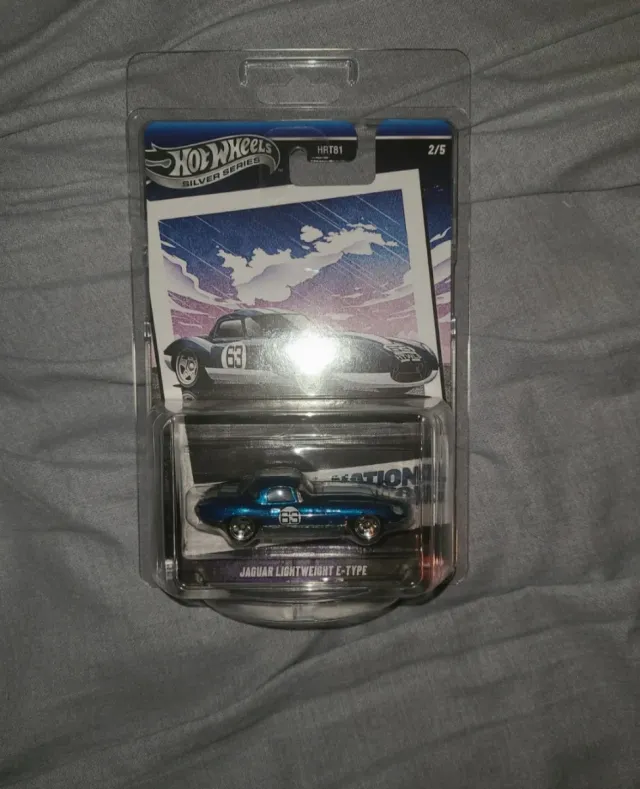 HOT WHEELS
SILVER SERIES
HRT81
2/5
63
63
JAGUAR LIGHTWEIGHT E-TYPE